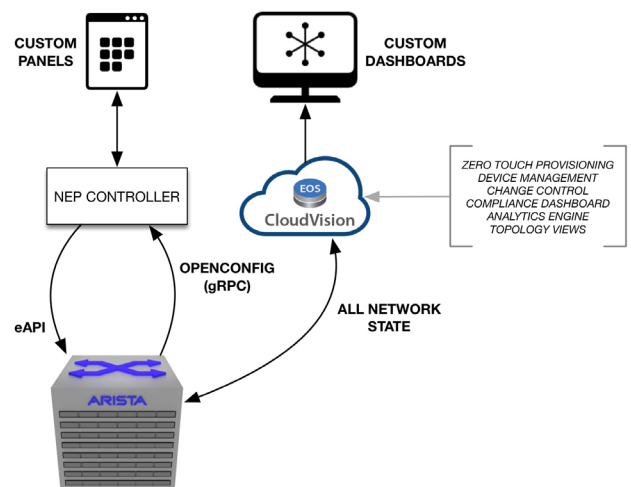 CUSTOM
PANELS
CUSTOM
DASHBOARDS
NEP CONTROLLER
EOS
CloudVision
ZERO TOUCH PROVISIONING
DEVICE MANAGEMENT
CHANGE CONTROL
COMPLIANCE DASHBOARD
ANALYTICS ENGINE
TOPOLOGY VIEWS
OPENCONFIG
(gRPC)
eAPI
ALL NETWORK
STATE
ARISTA